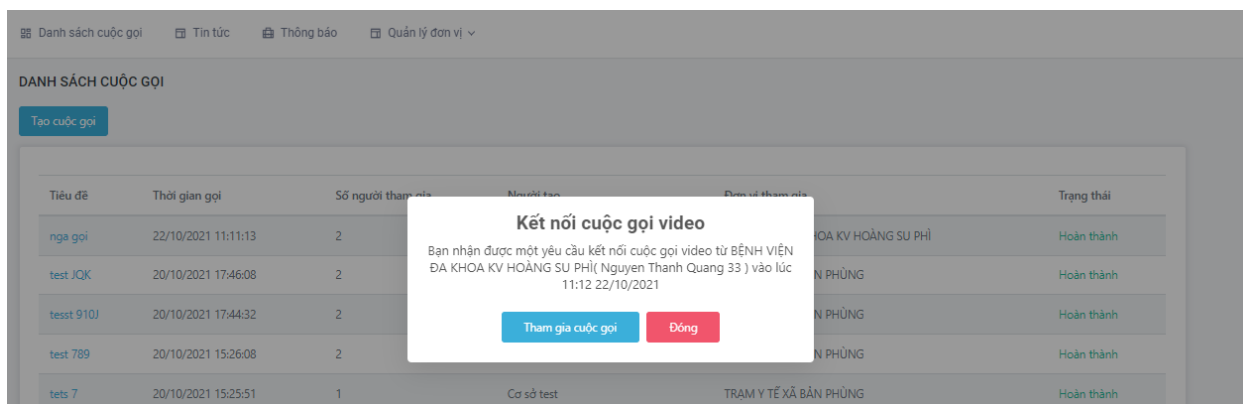 Danh sách cuộc gọi Tin tức Thông báo Quản lý đơn vị
DANH SÁCH CUỘC GỌI
Tạo cuộc gọi
Tiêu đề Thời gian gọi Số người tham gia Người tạo Đơn vị tham gia Trạng thái
Kết nối cuộc gọi video
nga gọi 22/10/2021 11:11:13 2 KHOA KV HOÀNG SU PHÌ Hoàn thành
Bạn nhận được một yêu cầu kết nối cuộc gọi video từ BỆNH VIỆN
ĐA KHOA KV HOÀNG SU PHÌ( Nguyen Thanh Quang 33 ) vào lúc
11:12 22/10/2021
test JQK 20/10/2021 17:46:08 2 PHÙNG Hoàn thành
tesst 910J 20/10/2021 17:44:32 2 PHÙNG Hoàn thành
Tham gia cuộc gọi Đóng
test 789 20/10/2021 15:26:08 2 PHÙNG Hoàn thành
tets 7 20/10/2021 15:25:51 1 Cơ sở test TRẠM Y TẾ XÃ BẢN PHÙNG Hoàn thành